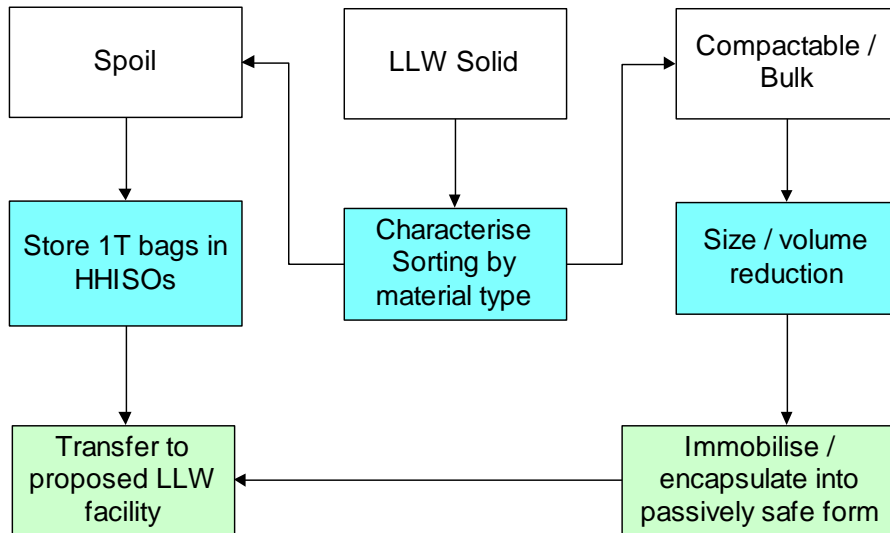 Spoil
LLW Solid
Compactable /
Bulk
Store 1T bags in
HHISOs
Characterise
Sorting by
material type
Size / volume
reduction
Transfer to
proposed LLW
facility
Immobilise /
encapsulate into
passively safe form